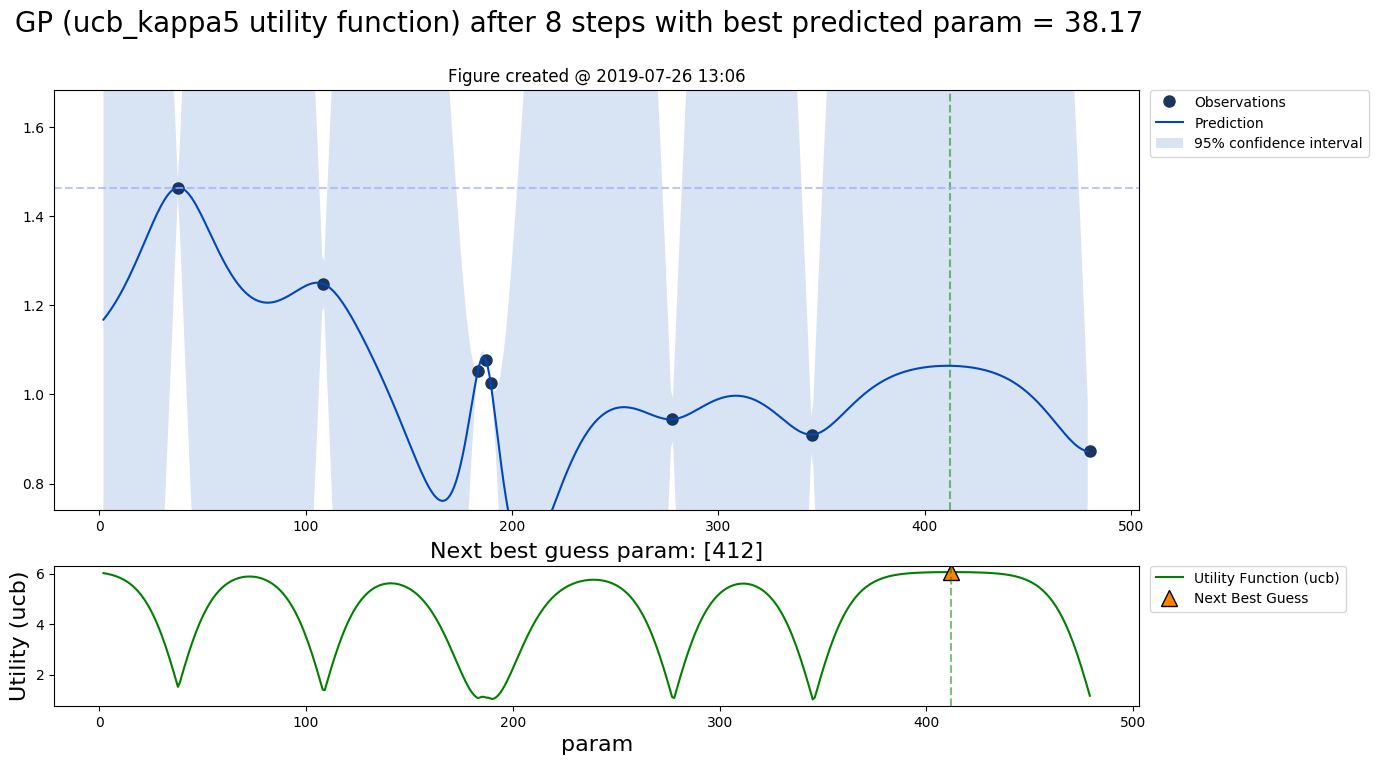 GP (ucb_kappa5 utility function) after 8 steps with best predicted param = 38.17
Figure created @ 2019-07-26 13:06
1.6
1.4
1.2
1.0
0.8
0 100 200 300 400 500
Observations
Prediction
95% confidence interval
Next best guess param: [412]
Utility (ucb)
6
4
2
0 100 200 300 400 500
param
Utility Function (ucb)
Next Best Guess